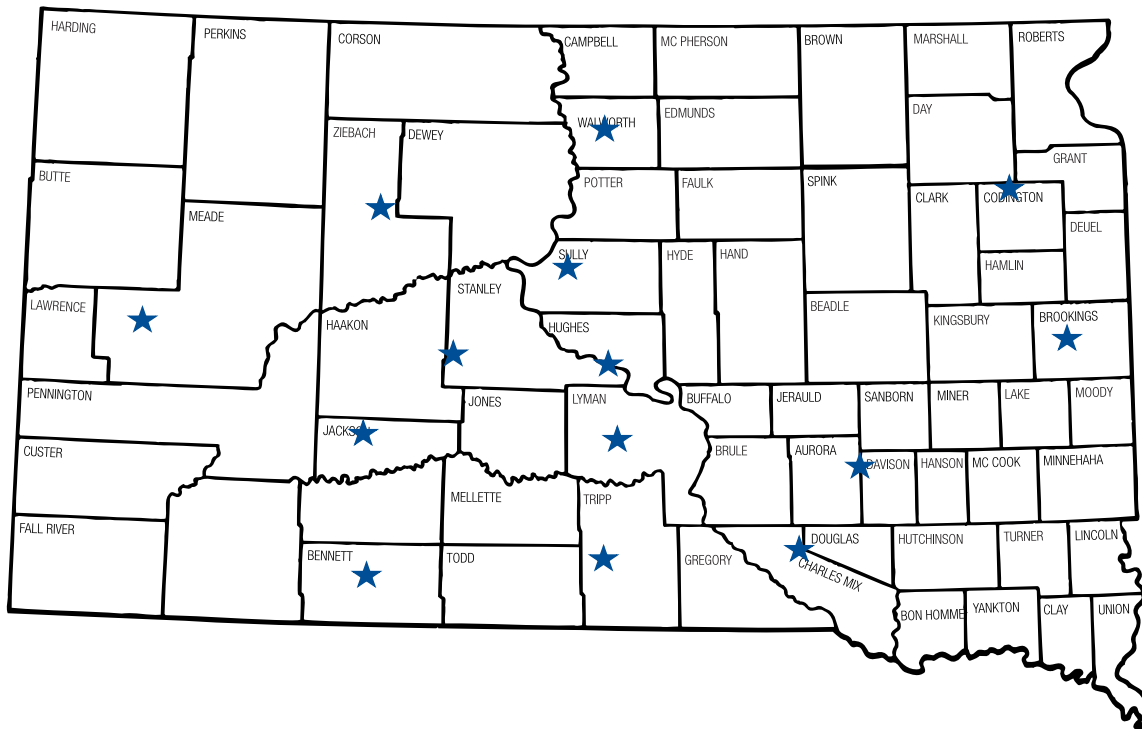 HARDING
PERKINS
CORSON
CAMPBELL
MC PHERSON
BROWN
MARSHALL
ROBERTS
WALWORTH
EDMUNDS
DAY
ZIEBACH
DEWEY
GRANT
BUTTE
POTTER
FAULK
SPINK
CLARK
CODINGTON
MEADE
DEUEL
SULLY
HYDE
HAND
HAMLIN
LAWRENCE
STANLEY
BEADLE
KINGSBURY
BROOKINGS
HAAKON
HUGHES
PENNINGTON
JONES
LYMAN
BUFFALO
JERAULD
SANBORN
MINER
LAKE
MOODY
JACKSON
CUSTER
BRULE
AURORA
DAVISON
HANSON
MC COOK
MINNEHAHA
MELLETTE
TRIPP
FALL RIVER
DOUGLAS
HUTCHINSON
TURNER
LINCOLN
BENNETT
TODD
GREGORY
CHARLES MIX
BON HOMME
YANKTON
CLAY
UNION